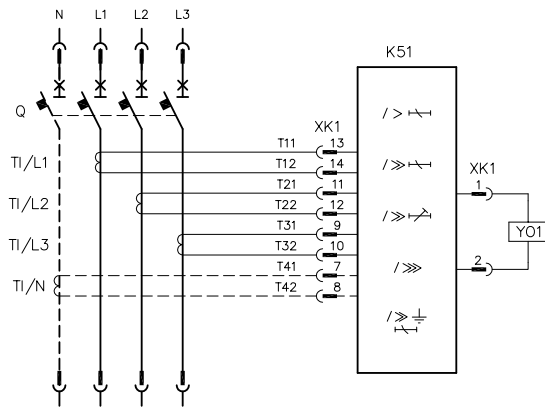 N L1 L2 L3
K51
Q
XK1
T11 13
TI/L1
T12 14
XK1
T21 11
1
TI/L2
T22 12
T31 9
YO1
TI/L3
T32 10
2
T41 7
TI/N
T42 8